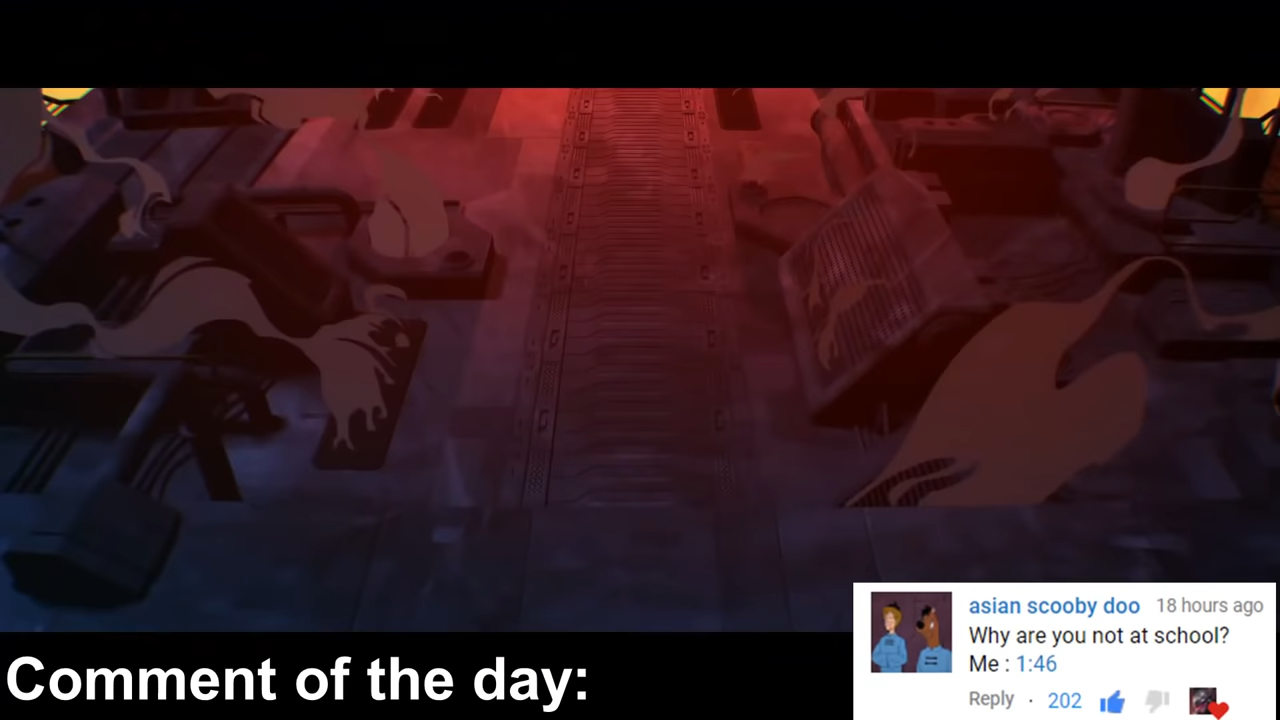 Comment of the day:
asian scooby doo 18 hours ago
Why are you not at school?
Me : 1:46
Reply · 202